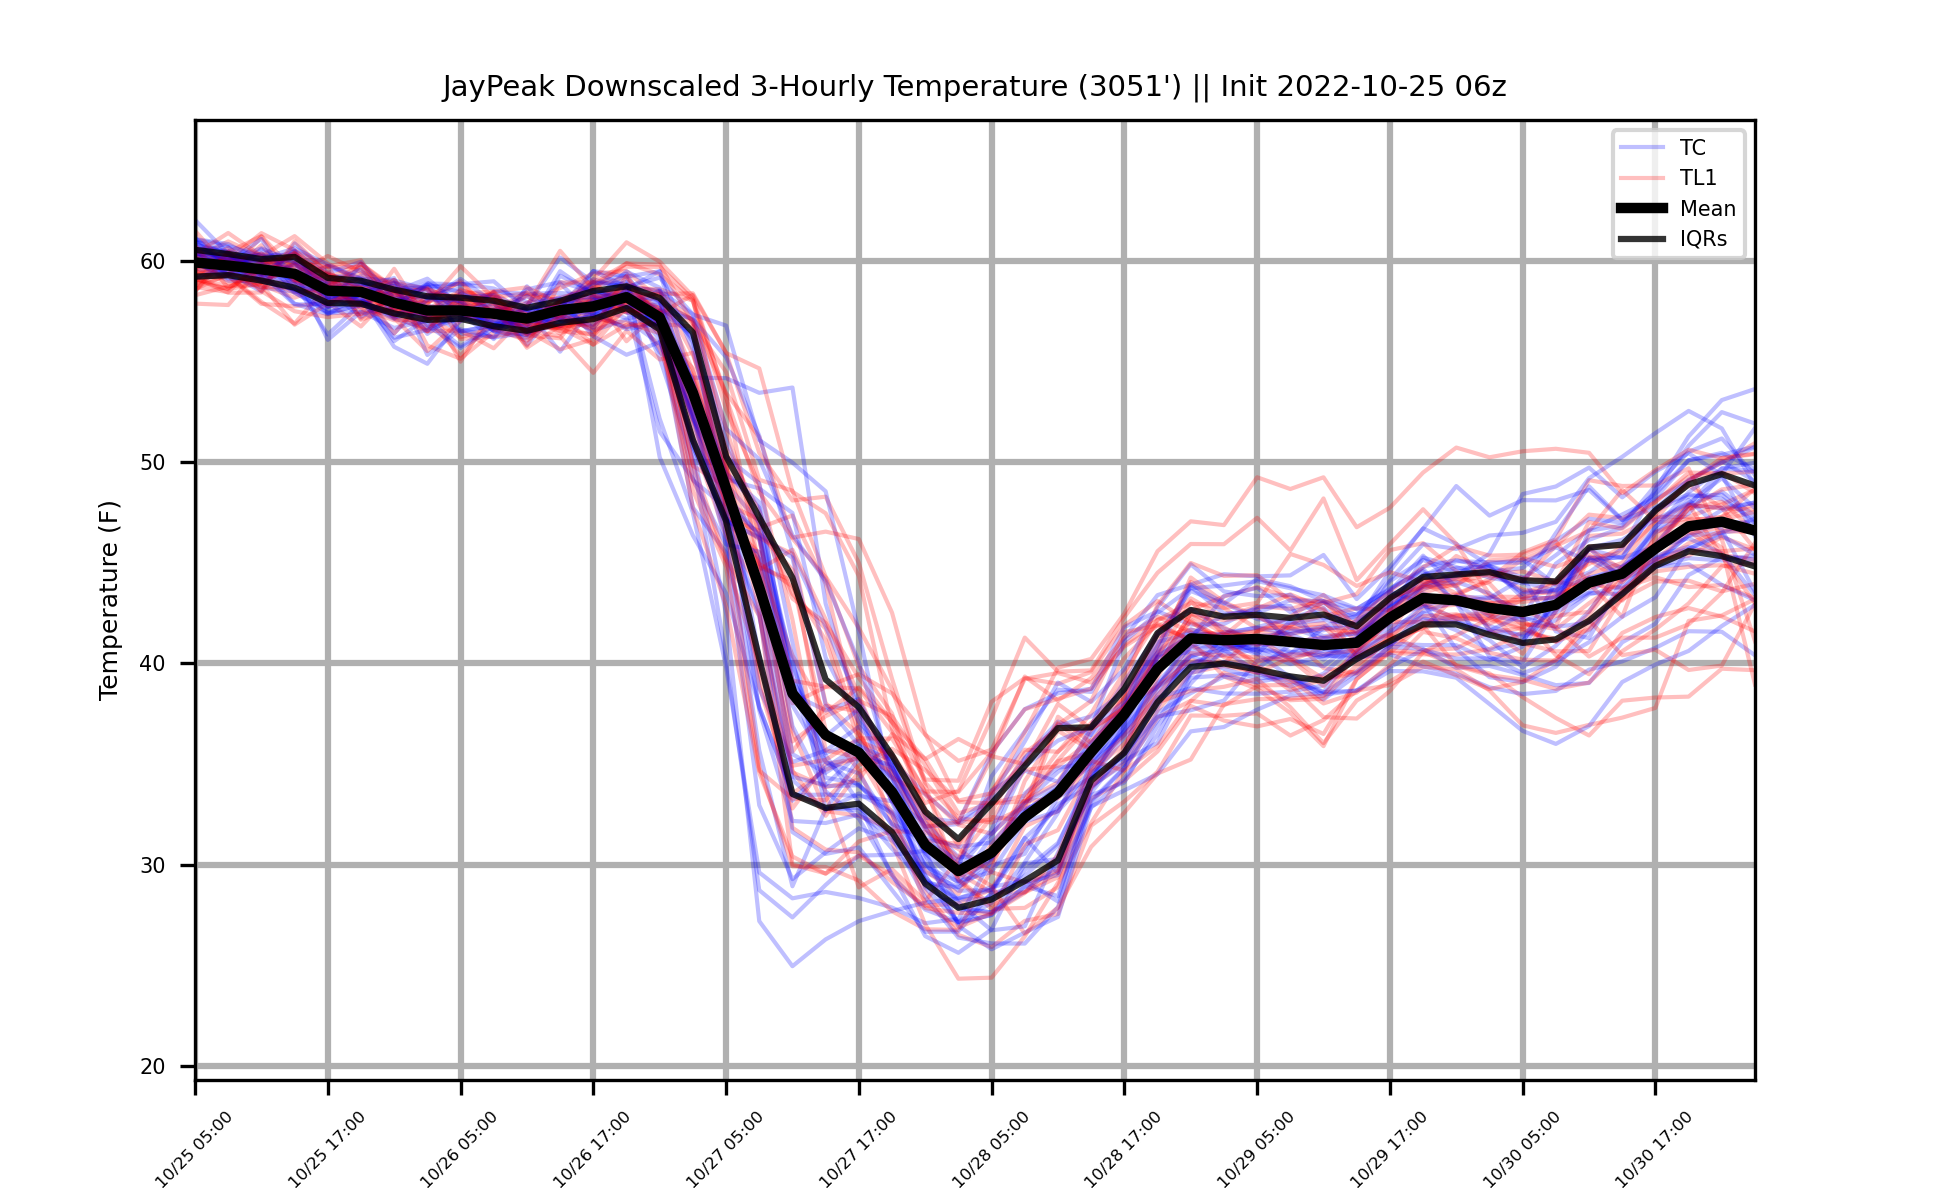 JayPeak Downscaled 3-Hourly Temperature (3051') || Init 2022-10-25 06z
TC
TL1
Mean
IQRs
Temperature (F)
60
50
40
30
20
10/25 05:00
10/25 17:00
10/26 05:00
10/26 17:00
10/27 05:00
10/27 17:00
10/28 05:00
10/28 17:00
10/29 05:00
10/29 17:00
10/30 05:00
10/30 17:00